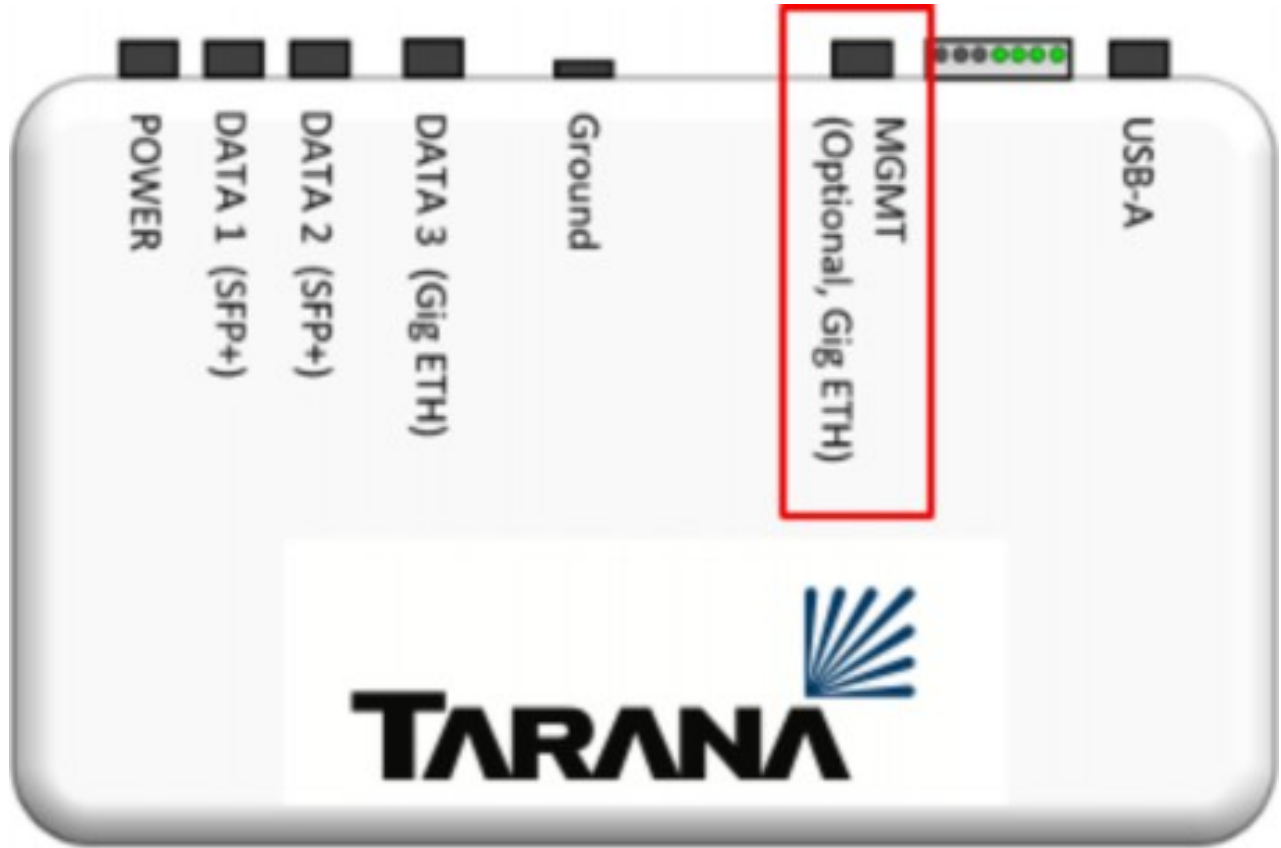 POWER
DATA 1 (SFP+)
DATA 2 (SFP+)
DATA 3 (Gig ETH)
Ground
MGMT
(Optional, Gig ETH)
USB-A
TARANA